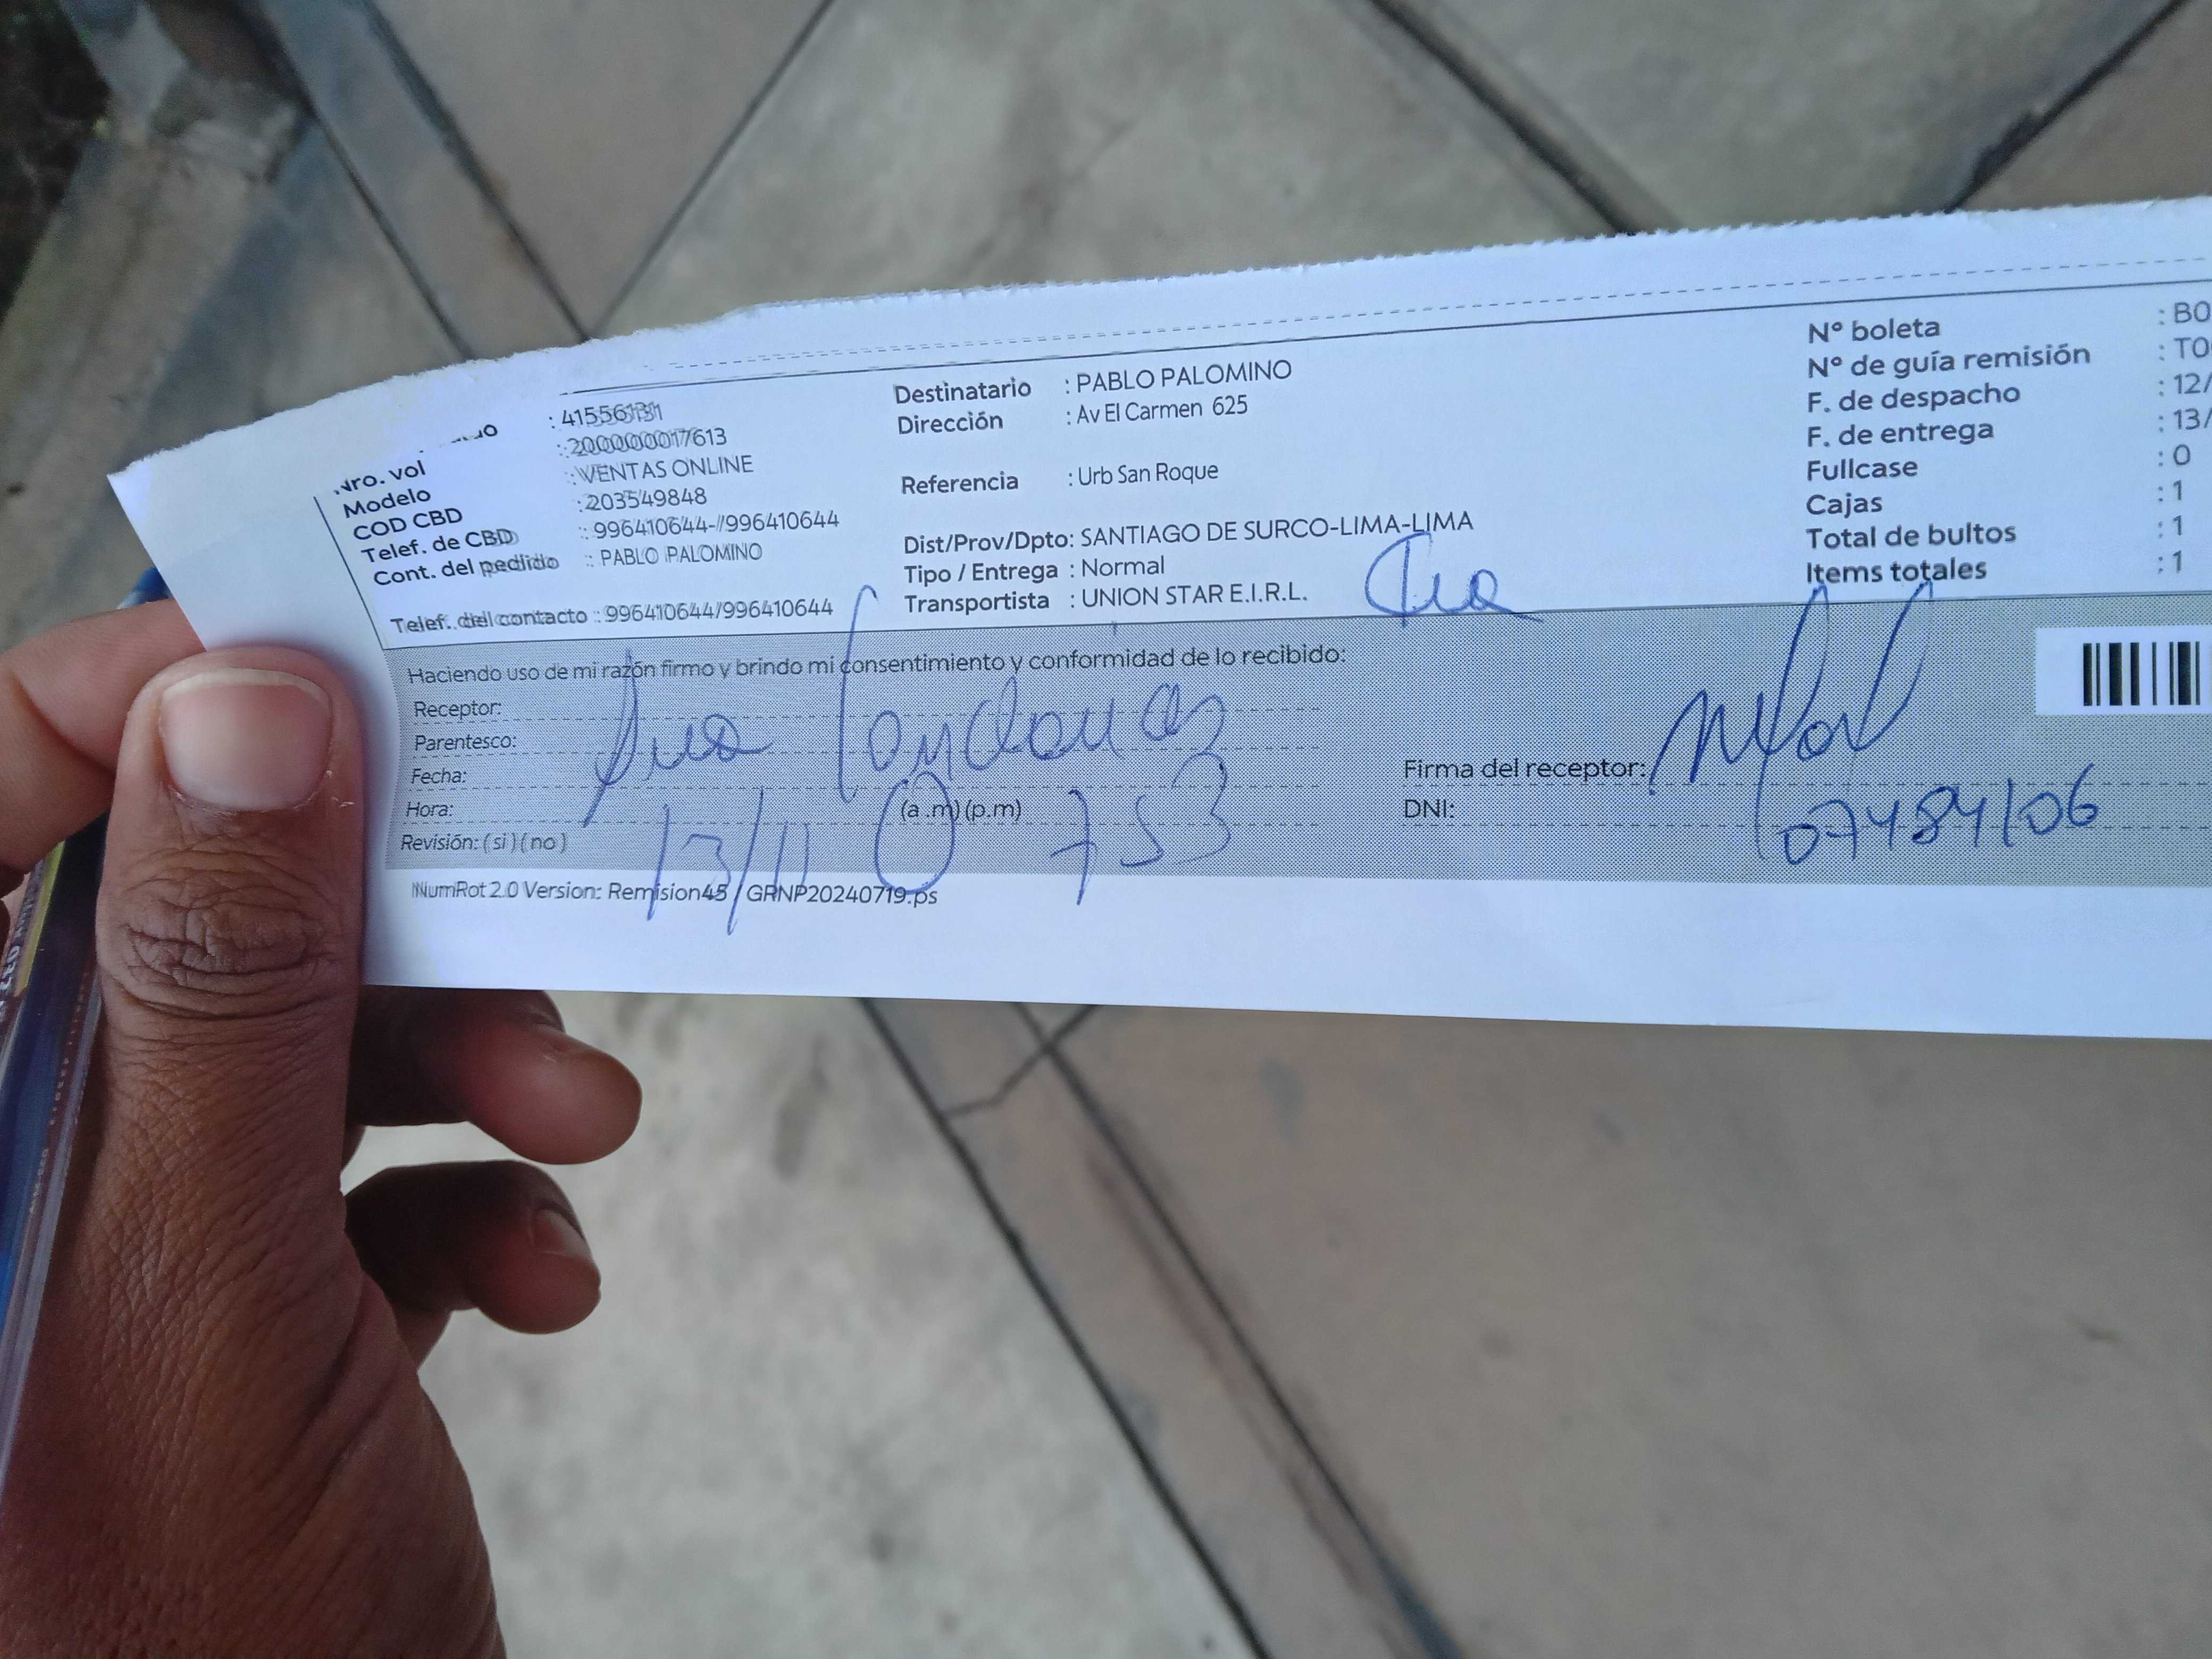 : 41556131
Nro. vol : 200000017613
Modelo : VENTAS ONLINE
COD CBD : 203549848
Telef. de CBD : 996410644-//996410644
Cont. del pedido : PABLO PALOMINO
Telef. del contacto : 996410644/996410644
Destinatario : PABLO PALOMINO
Dirección : Av El Carmen 625
Referencia : Urb San Roque
Dist/Prov/Dpto: SANTIAGO DE SURCO-LIMA-LIMA
Tipo / Entrega : Normal
Transportista : UNION STAR E.I.R.L.
Nº boleta : B0
Nº de guía remisión : T0
F. de despacho : 12/
F. de entrega : 13/
Fullcase : 0
Cajas : 1
Total de bultos : 1
Items totales : 1
Haciendo uso de mi razón firmo y brindo mi consentimiento y conformidad de lo recibido:
Receptor:
Parentesco:
Fecha:
Hora: (a.m)(p.m)
Revisión: (si)(no)
13/11 0 753
Firma del receptor:
DNI: 07484106
NumRot 2.0 Version: Remision45 / GRNP20240719.ps